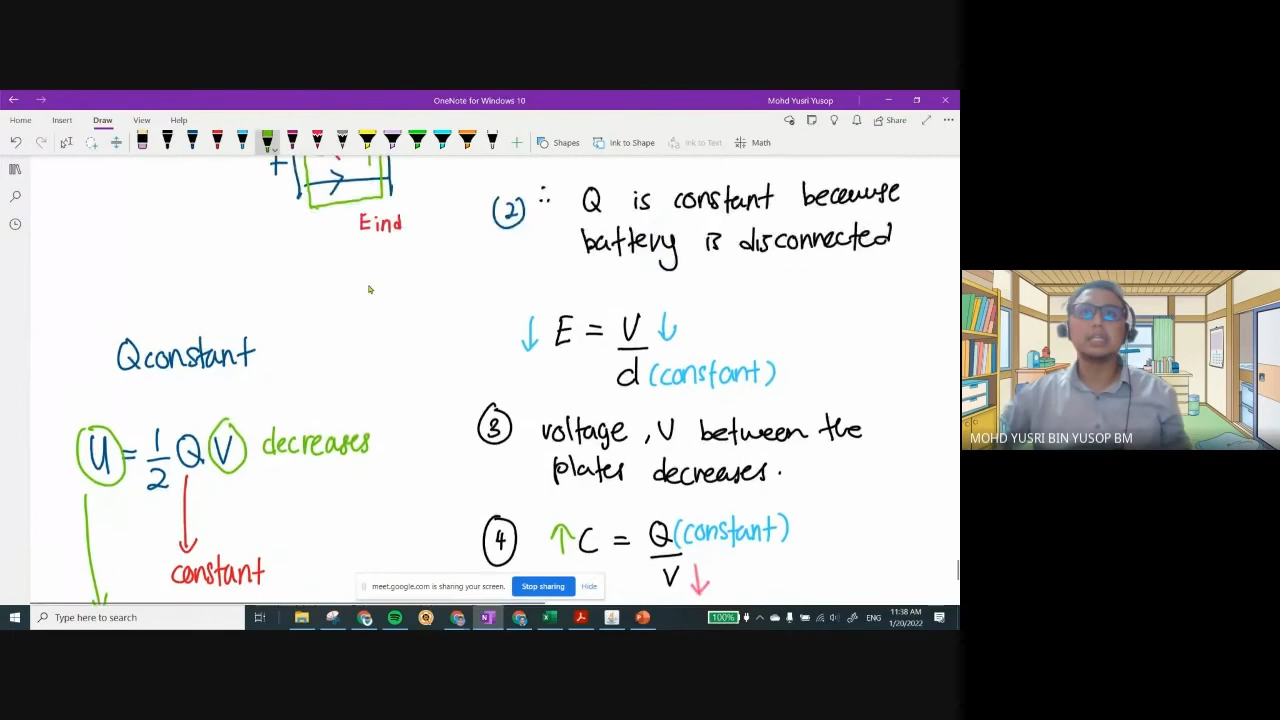 OneNote for Windows 10
Mohd Yusri Yusop
Home Insert Draw View Help
Share
Shapes
Ink to Shape
Ink to Text
Math
+
E ind
(2) ∴ Q is constant because
battery is disconnected
Q constant
↓ E = V ↓
d (constant)
(3) voltage, V between the
plates decreases.
U = 1/2 Q V decreases
constant
(4) ↑ C = Q (constant)
V ↓
meet.google.com is sharing your screen.
Stop sharing
Hide
MOHD YUSRI BIN YUSOP BM
Type here to search
100%
ENG
11:38 AM
1/20/2022